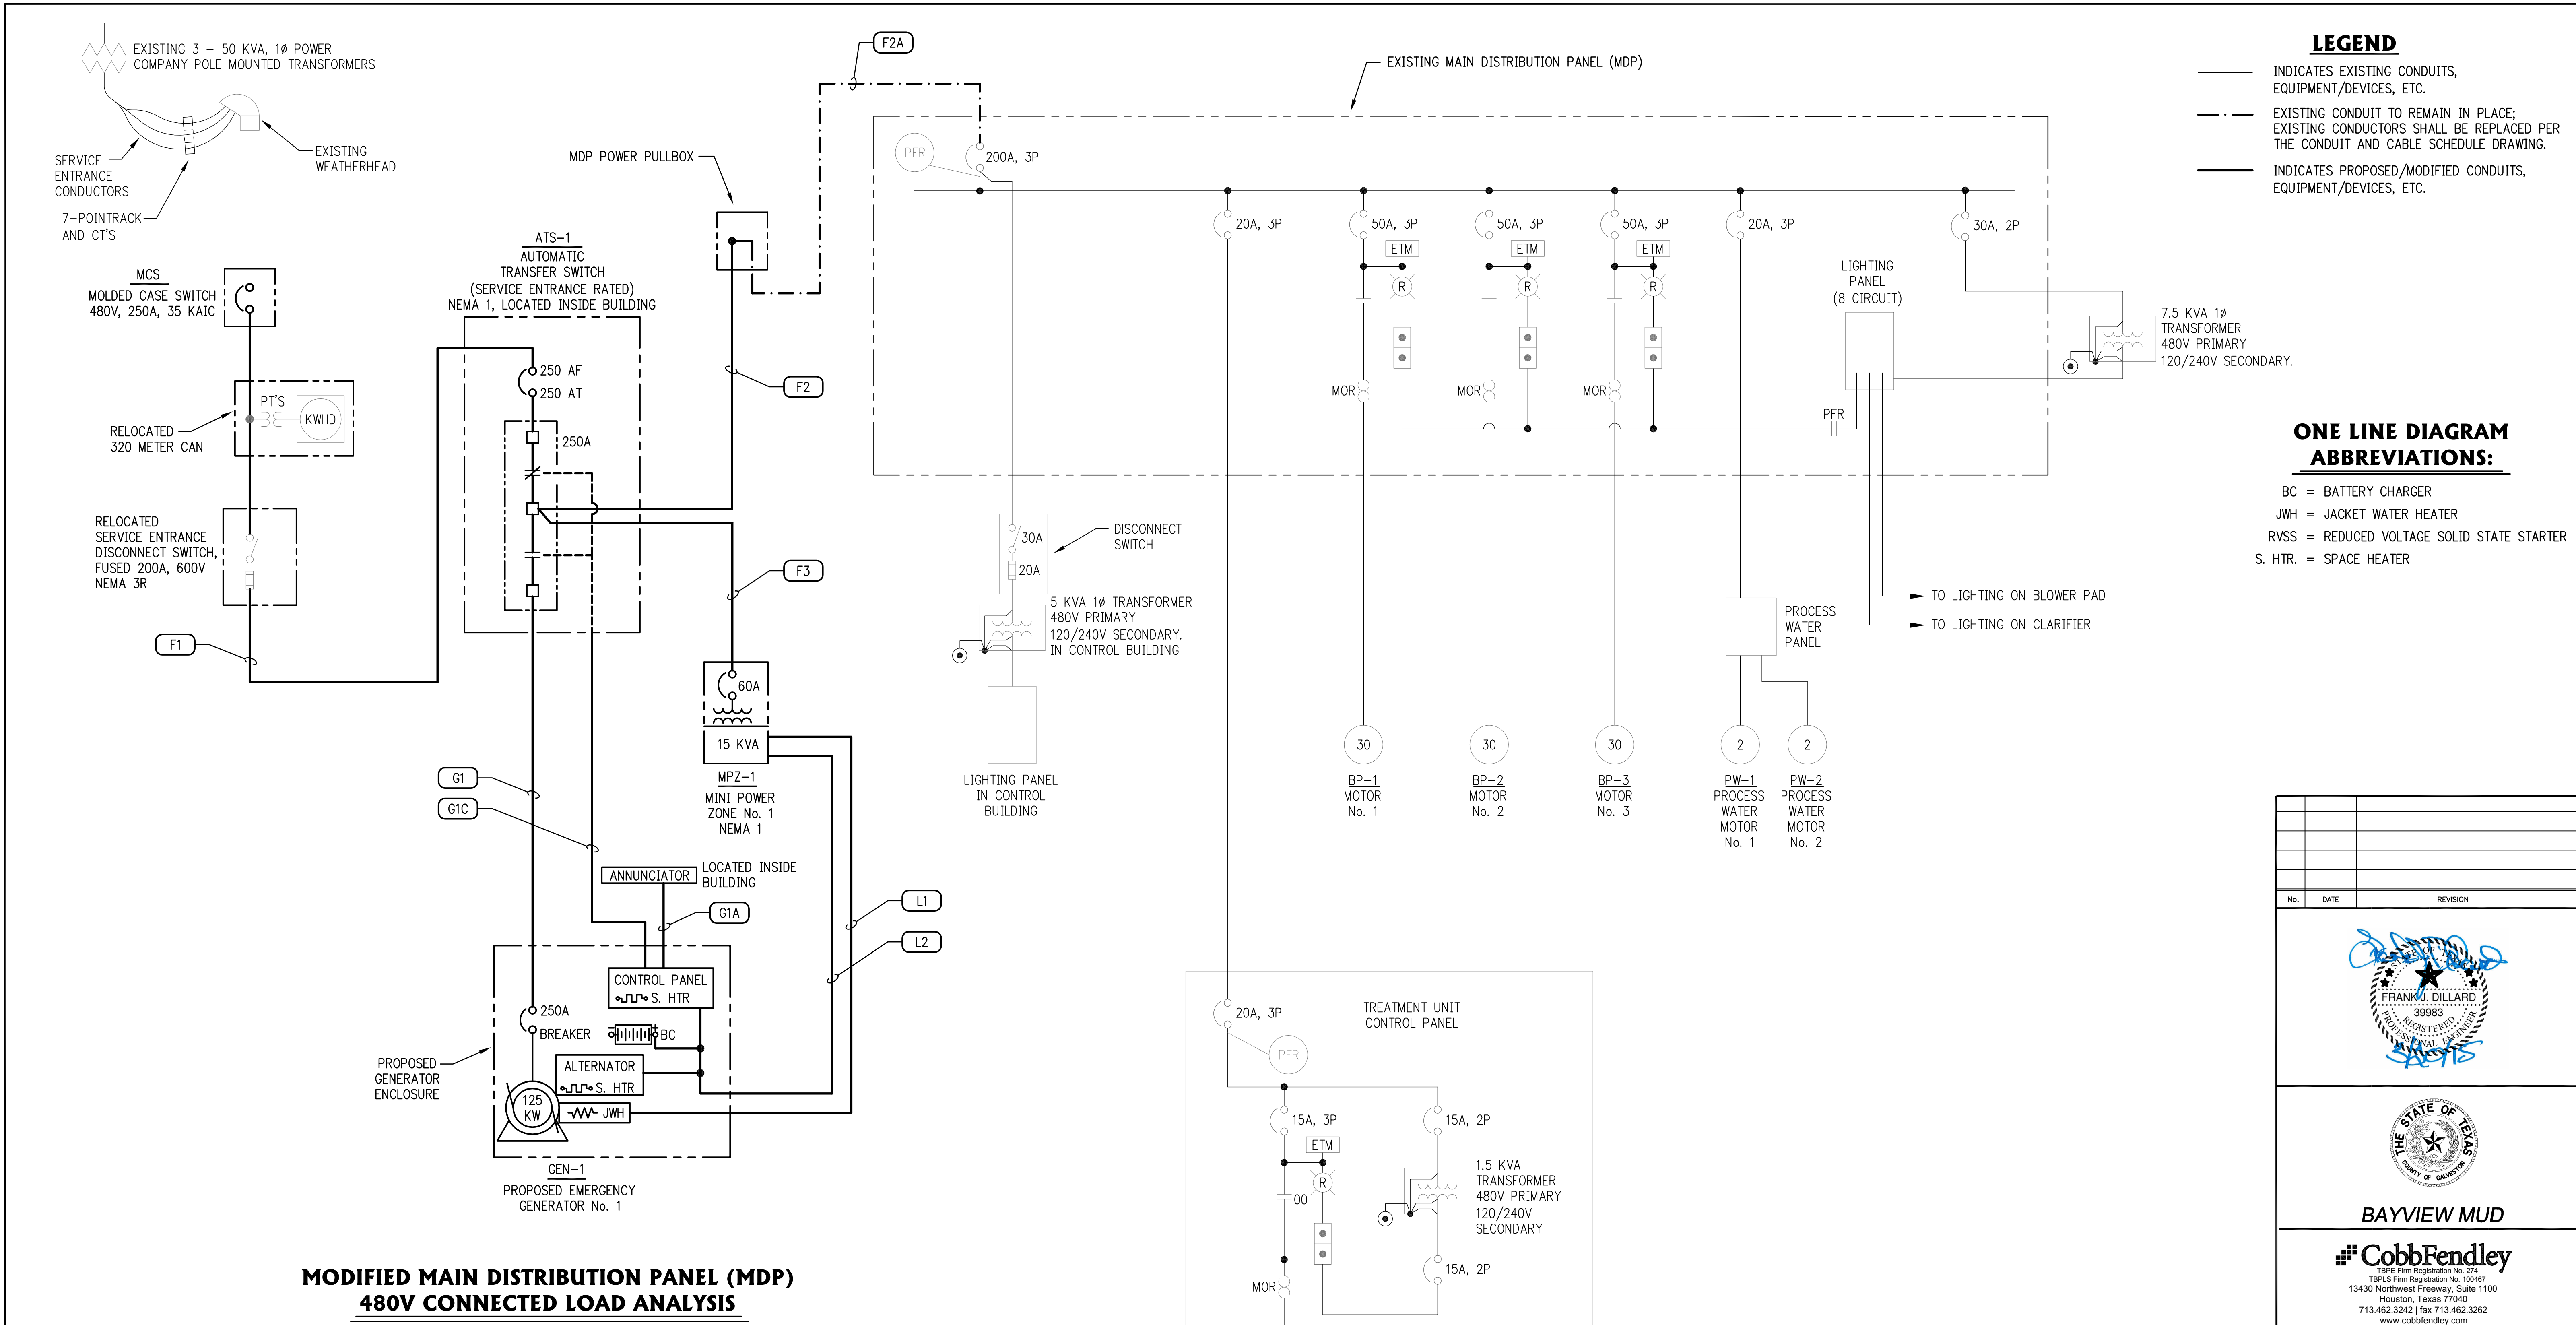 EXISTING 3 – 50 KVA, 1ø POWER
COMPANY POLE MOUNTED TRANSFORMERS
SERVICE
ENTRANCE
CONDUCTORS
EXISTING
WEATHERHEAD
7-POINTRACK
AND CT'S
MCS
MOLDED CASE SWITCH
480V, 250A, 35 KAIC
PT'S
KWHD
RELOCATED
320 METER CAN
RELOCATED
SERVICE ENTRANCE
DISCONNECT SWITCH,
FUSED 200A, 600V
NEMA 3R
F1
ATS-1
AUTOMATIC
TRANSFER SWITCH
(SERVICE ENTRANCE RATED)
NEMA 1, LOCATED INSIDE BUILDING
250 AF
250 AT
250A
MDP POWER PULLBOX
F2A
F2
F3
60A
15 KVA
MPZ-1
MINI POWER
ZONE No. 1
NEMA 1
G1
G1C
ANNUNCIATOR
LOCATED INSIDE
BUILDING
G1A
L1
L2
CONTROL PANEL
S. HTR
250A
BREAKER
BC
ALTERNATOR
S. HTR
125
KW
JWH
PROPOSED
GENERATOR
ENCLOSURE
GEN-1
PROPOSED EMERGENCY
GENERATOR No. 1
MODIFIED MAIN DISTRIBUTION PANEL (MDP)
480V CONNECTED LOAD ANALYSIS
EXISTING MAIN DISTRIBUTION PANEL (MDP)
PFR
200A, 3P
20A, 3P
50A, 3P
50A, 3P
50A, 3P
20A, 3P
30A, 2P
ETM
ETM
ETM
R
R
R
MOR
MOR
MOR
PFR
LIGHTING
PANEL
(8 CIRCUIT)
7.5 KVA 1ø
TRANSFORMER
480V PRIMARY
120/240V SECONDARY.
30A
20A
DISCONNECT
SWITCH
5 KVA 1ø TRANSFORMER
480V PRIMARY
120/240V SECONDARY.
IN CONTROL BUILDING
LIGHTING PANEL
IN CONTROL
BUILDING
TO LIGHTING ON BLOWER PAD
TO LIGHTING ON CLARIFIER
PROCESS
WATER
PANEL
30
30
30
2
2
BP-1
MOTOR
No. 1
BP-2
MOTOR
No. 2
BP-3
MOTOR
No. 3
PW-1
PROCESS
WATER
MOTOR
No. 1
PW-2
PROCESS
WATER
MOTOR
No. 2
20A, 3P
TREATMENT UNIT
CONTROL PANEL
PFR
15A, 3P
15A, 2P
ETM
R
00
1.5 KVA
TRANSFORMER
480V PRIMARY
120/240V
SECONDARY
15A, 2P
MOR
LEGEND
INDICATES EXISTING CONDUITS,
EQUIPMENT/DEVICES, ETC.
EXISTING CONDUIT TO REMAIN IN PLACE;
EXISTING CONDUCTORS SHALL BE REPLACED PER
THE CONDUIT AND CABLE SCHEDULE DRAWING.
INDICATES PROPOSED/MODIFIED CONDUITS,
EQUIPMENT/DEVICES, ETC.
ONE LINE DIAGRAM
ABBREVIATIONS:
BC = BATTERY CHARGER
JWH = JACKET WATER HEATER
RVSS = REDUCED VOLTAGE SOLID STATE STARTER
S. HTR. = SPACE HEATER
No. DATE REVISION
STATE OF
FRANK J. DILLARD
39983
REGISTERED
PROFESSIONAL ENGINEER
THE STATE OF TEXAS
COUNTY OF GALVESTON
BAYVIEW MUD
CobbFendley
TBPE Firm Registration No. 274
TBPLS Firm Registration No. 100467
13430 Northwest Freeway, Suite 1100
Houston, Texas 77040
713.462.3242 | fax 713.462.3262
www.cobbfendley.com